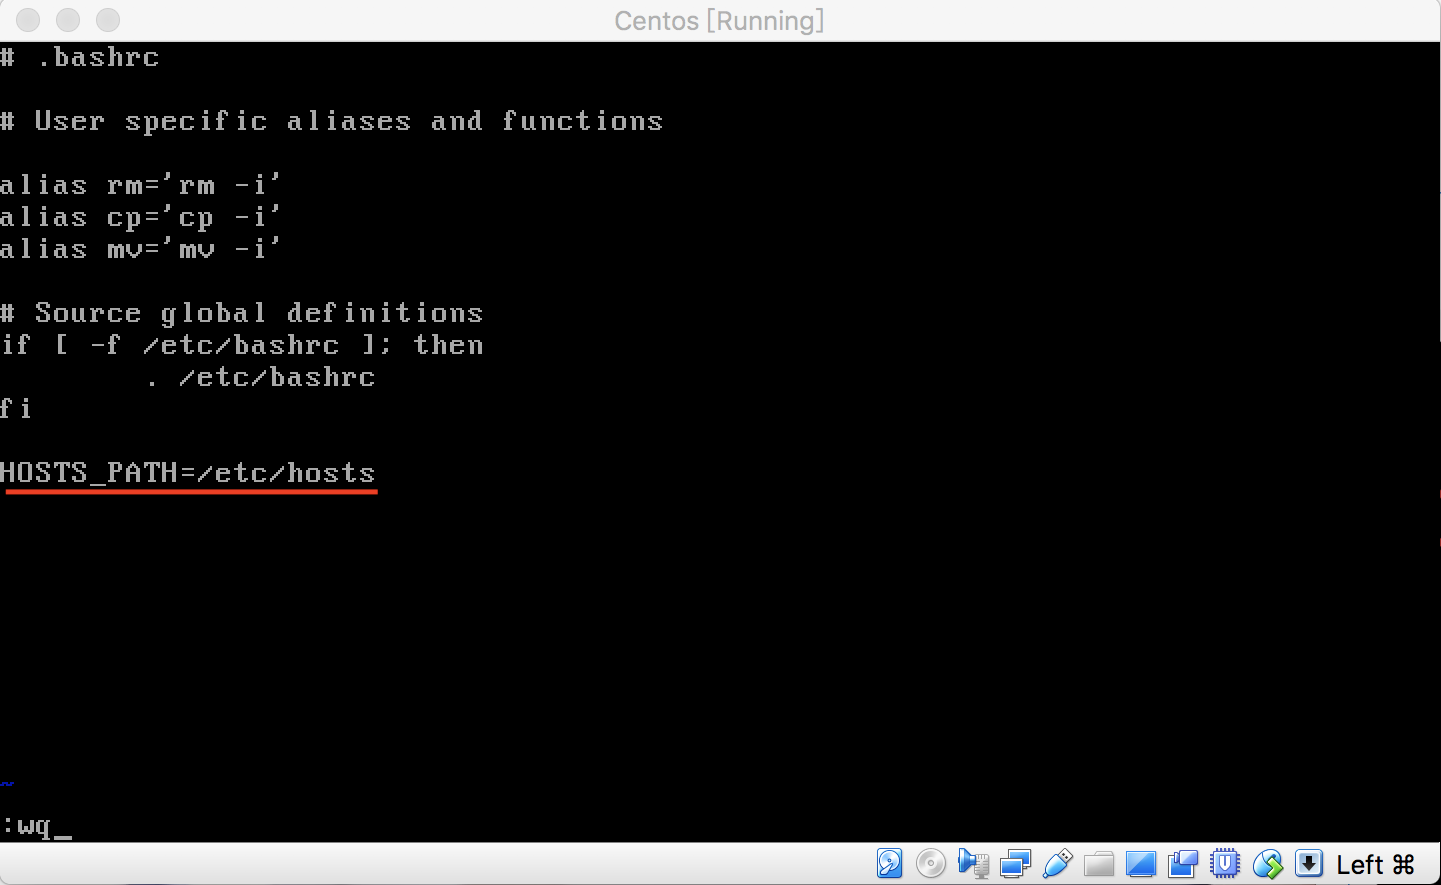 Centos [Running]
# .bashrc
# User specific aliases and functions
alias rm='rm -i'
alias cp='cp -i'
alias mv='mv -i'
# Source global definitions
if [ -f /etc/bashrc ]; then
. /etc/bashrc
fi
HOSTS_PATH=/etc/hosts
~
:wq_
Left ⌘